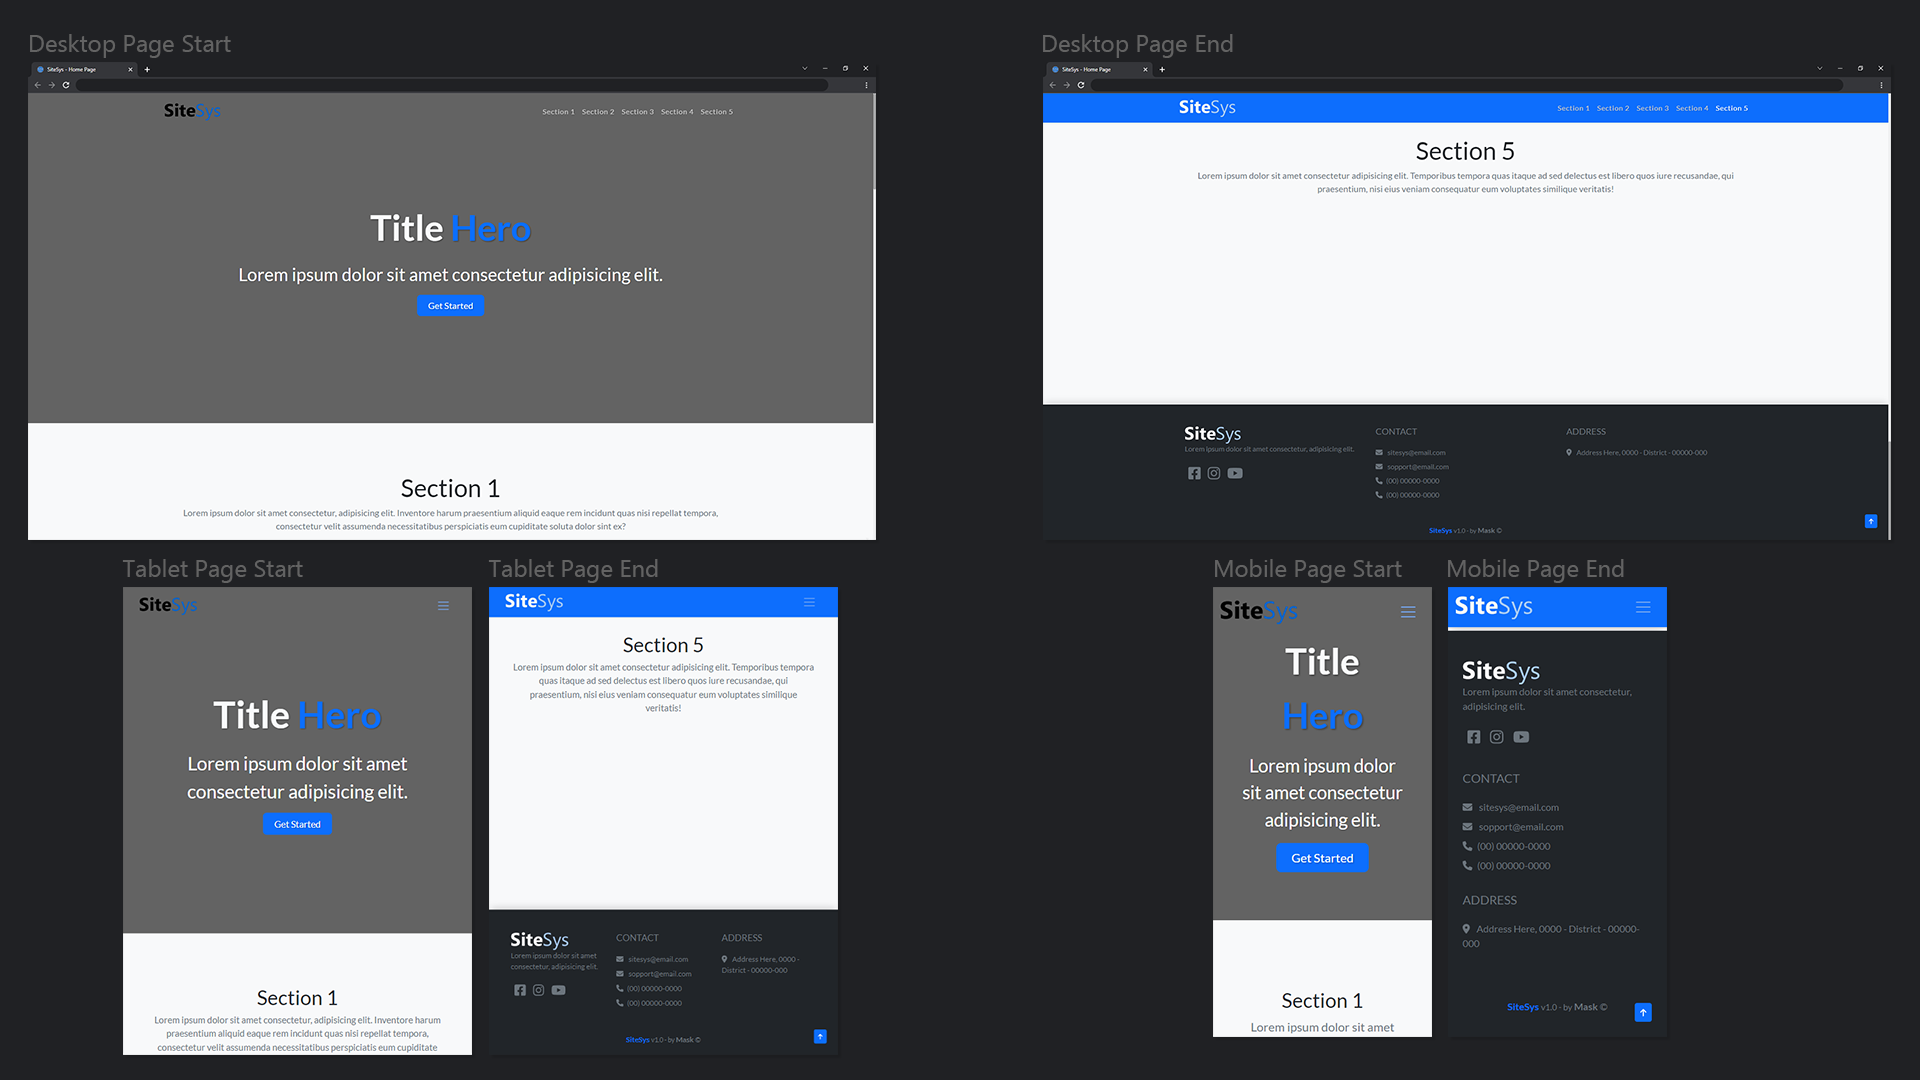 Desktop Page Start
SiteSys - Home Page
SiteSys
Section 1 Section 2 Section 3 Section 4 Section 5
Title Hero
Lorem ipsum dolor sit amet consectetur adipisicing elit.
Get Started
Section 1
Lorem ipsum dolor sit amet consectetur, adipisicing elit. Inventore harum praesentium aliquid eaque rem incidunt quas nisi repellat tempora,
consectetur velit assumenda necessitatibus perspiciatis eum cupiditate soluta dolor sint ex?
Desktop Page End
SiteSys - Home Page
SiteSys
Section 1 Section 2 Section 3 Section 4 Section 5
Section 5
Lorem ipsum dolor sit amet consectetur adipisicing elit. Temporibus tempora quas itaque ad sed delectus est libero quos iure recusandae, qui
praesentium, nisi eius veniam consequatur eum voluptates similique veritatis!
SiteSys
Lorem ipsum dolor sit amet consectetur, adipisicing elit.
CONTACT
sitesys@email.com
sopport@email.com
(00) 00000-0000
(00) 00000-0000
ADDRESS
Address Here, 0000 - District - 00000-000
SiteSys v1.0 - by Mask ©
Tablet Page Start
SiteSys
Title Hero
Lorem ipsum dolor sit amet
consectetur adipisicing elit.
Get Started
Section 1
Lorem ipsum dolor sit amet consectetur, adipisicing elit. Inventore harum
praesentium aliquid eaque rem incidunt quas nisi repellat tempora,
consectetur velit assumenda necessitatibus perspiciatis eum cupiditate
Tablet Page End
SiteSys
Section 5
Lorem ipsum dolor sit amet consectetur adipisicing elit. Temporibus tempora
quas itaque ad sed delectus est libero quos iure recusandae, qui
praesentium, nisi eius veniam consequatur eum voluptates similique
veritatis!
SiteSys
Lorem ipsum dolor sit amet
consectetur, adipisicing elit.
CONTACT
sitesys@email.com
sopport@email.com
(00) 00000-0000
(00) 00000-0000
ADDRESS
Address Here, 0000 -
District - 00000-000
SiteSys v1.0 - by Mask ©
Mobile Page Start
SiteSys
Title
Hero
Lorem ipsum dolor
sit amet consectetur
adipisicing elit.
Get Started
Section 1
Lorem ipsum dolor sit amet
Mobile Page End
SiteSys
SiteSys
Lorem ipsum dolor sit amet consectetur,
adipisicing elit.
CONTACT
sitesys@email.com
sopport@email.com
(00) 00000-0000
(00) 00000-0000
ADDRESS
Address Here, 0000 - District - 00000-
000
SiteSys v1.0 - by Mask ©